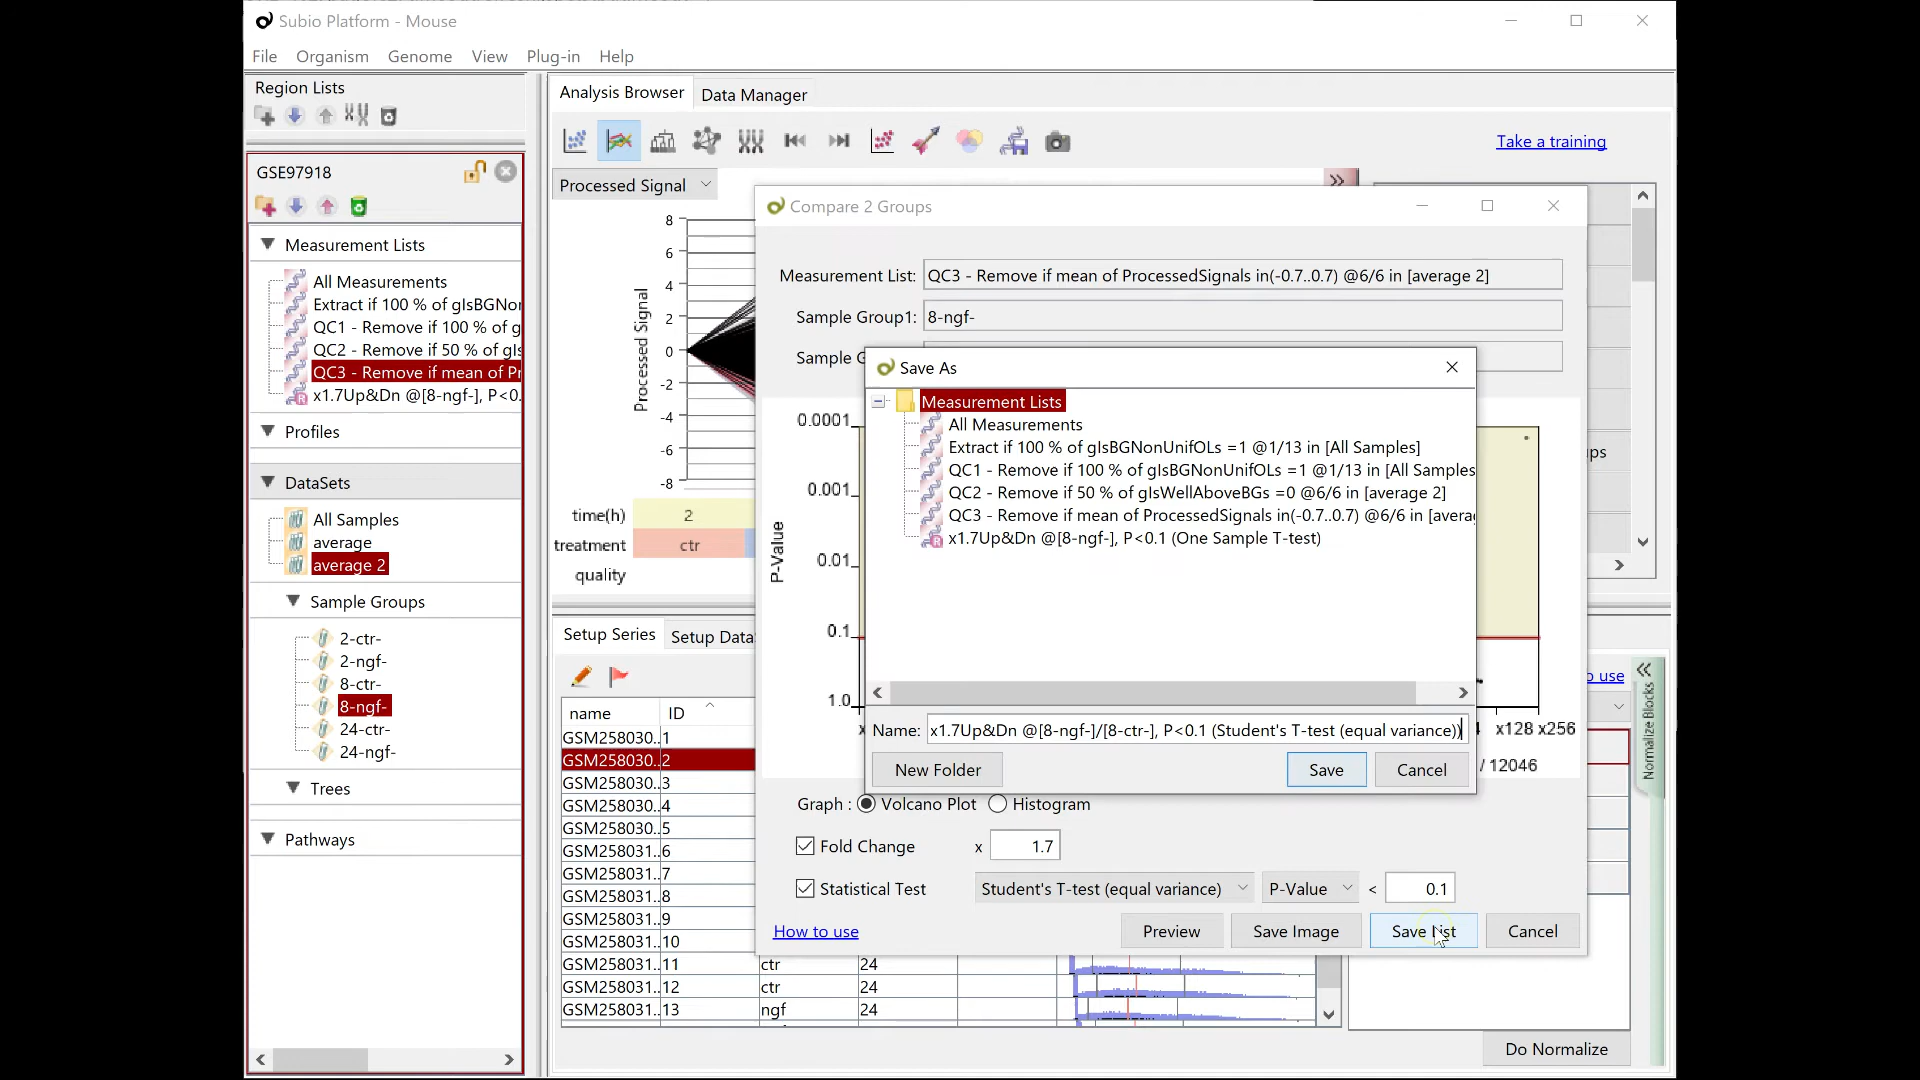 Subio Platform - Mouse
File Organism Genome View Plug-in Help
Region Lists
GSE97918
Measurement Lists
All Measurements
Extract if 100 % of gIsBGNon
QC1 - Remove if 100 % of g
QC2 - Remove if 50 % of gIs
QC3 - Remove if mean of Pr
x1.7Up&Dn @[8-ngf-], P<0.
Profiles
DataSets
All Samples
average
average 2
Sample Groups
2-ctr-
2-ngf-
8-ctr-
8-ngf-
24-ctr-
24-ngf-
Trees
Pathways
Analysis Browser Data Manager
Take a training
Processed Signal
Processed Signal
8
6
4
2
0
-2
-4
-6
-8
time(h) 2
treatment ctr
quality
Compare 2 Groups
Measurement List: QC3 - Remove if mean of ProcessedSignals in(-0.7..0.7) @6/6 in [average 2]
Sample Group1: 8-ngf-
Sample G
P-Value
0.0001
0.001
0.01
0.1
1.0
x128 x256
/ 12046
Save As
Measurement Lists
All Measurements
Extract if 100 % of gIsBGNonUnifOLs =1 @1/13 in [All Samples]
QC1 - Remove if 100 % of gIsBGNonUnifOLs =1 @1/13 in [All Samples
QC2 - Remove if 50 % of gIsWellAboveBGs =0 @6/6 in [average 2]
QC3 - Remove if mean of ProcessedSignals in(-0.7..0.7) @6/6 in [avera
x1.7Up&Dn @[8-ngf-], P<0.1 (One Sample T-test)
Name: x1.7Up&Dn @[8-ngf-]/[8-ctr-], P<0.1 (Student's T-test (equal variance))
New Folder Save Cancel
Graph : Volcano Plot Histogram
Fold Change x 1.7
Statistical Test Student's T-test (equal variance) P-Value < 0.1
How to use Preview Save Image Save List Cancel
ps
Setup Series Setup Data
o use
Normalize Blocks
name ID
GSM258030.. 1
GSM258030.. 2
GSM258030.. 3
GSM258030.. 4
GSM258030.. 5
GSM258031.. 6
GSM258031.. 7
GSM258031.. 8
GSM258031.. 9
GSM258031.. 10
GSM258031.. 11 ctr 24
GSM258031.. 12 ctr 24
GSM258031.. 13 ngf 24
Do Normalize